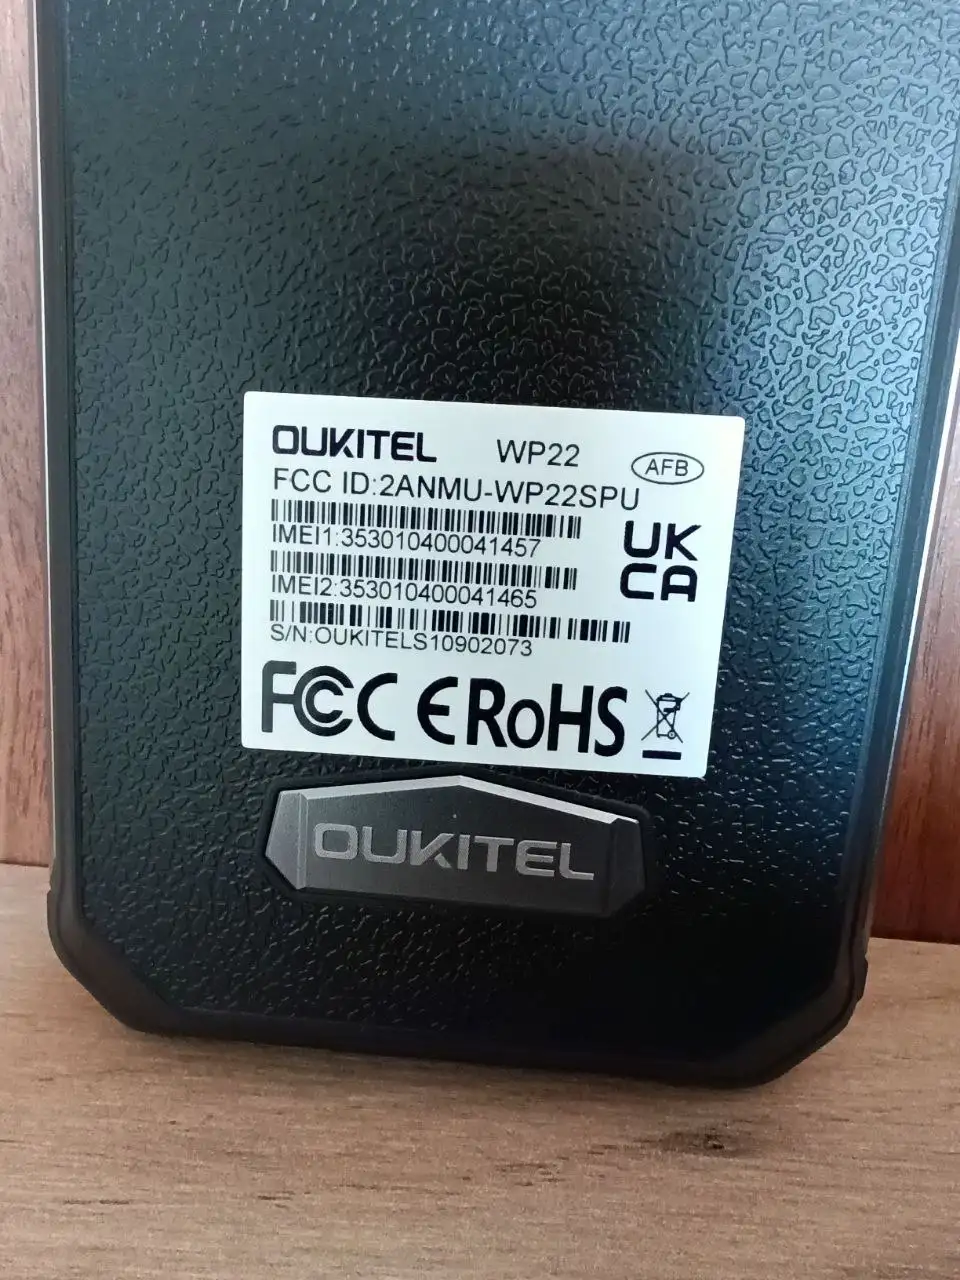 OUKITEL WP22 AFB
FCC ID:2ANMU-WP22SPU
IMEI1:353010400041457
IMEI2:353010400041465
UK
CA
S/N:OUKITELS10902073
FCC CE RoHS
OUKITEL